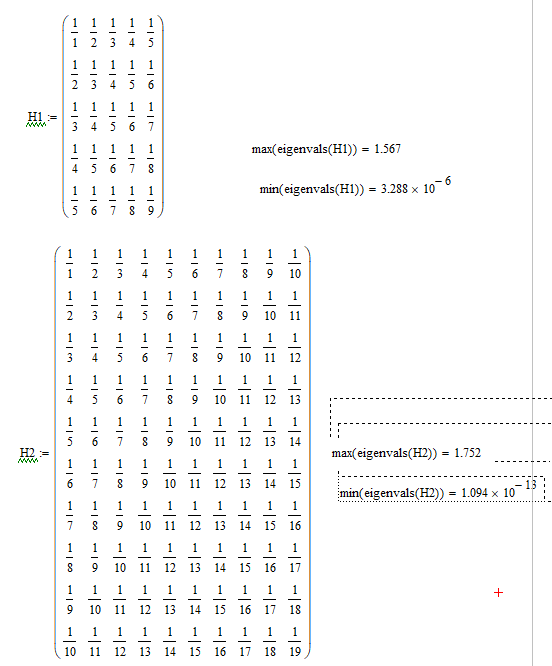 1/1 1/2 1/3 1/4 1/5
1/2 1/3 1/4 1/5 1/6
H1 := 1/3 1/4 1/5 1/6 1/7
1/4 1/5 1/6 1/7 1/8
1/5 1/6 1/7 1/8 1/9
max(eigenvals(H1)) = 1.567
min(eigenvals(H1)) = 3.288 × 10^-6
1/1 1/2 1/3 1/4 1/5 1/6 1/7 1/8 1/9 1/10
1/2 1/3 1/4 1/5 1/6 1/7 1/8 1/9 1/10 1/11
1/3 1/4 1/5 1/6 1/7 1/8 1/9 1/10 1/11 1/12
1/4 1/5 1/6 1/7 1/8 1/9 1/10 1/11 1/12 1/13
H2 := 1/5 1/6 1/7 1/8 1/9 1/10 1/11 1/12 1/13 1/14
1/6 1/7 1/8 1/9 1/10 1/11 1/12 1/13 1/14 1/15
1/7 1/8 1/9 1/10 1/11 1/12 1/13 1/14 1/15 1/16
1/8 1/9 1/10 1/11 1/12 1/13 1/14 1/15 1/16 1/17
1/9 1/10 1/11 1/12 1/13 1/14 1/15 1/16 1/17 1/18
1/10 1/11 1/12 1/13 1/14 1/15 1/16 1/17 1/18 1/19
max(eigenvals(H2)) = 1.752
min(eigenvals(H2)) = 1.094 × 10^-13